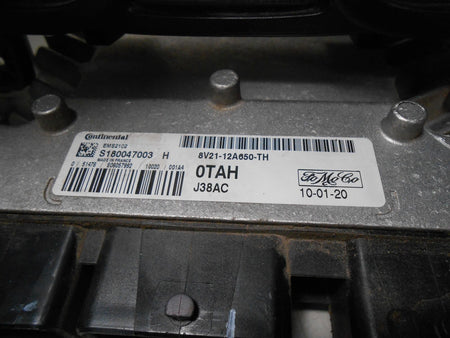 Continental
EMS2102
S180047003 H
MADE IN FRANCE
8V21-12A650-TH
0TAH
J38AC
FoMoCo
10-01-20